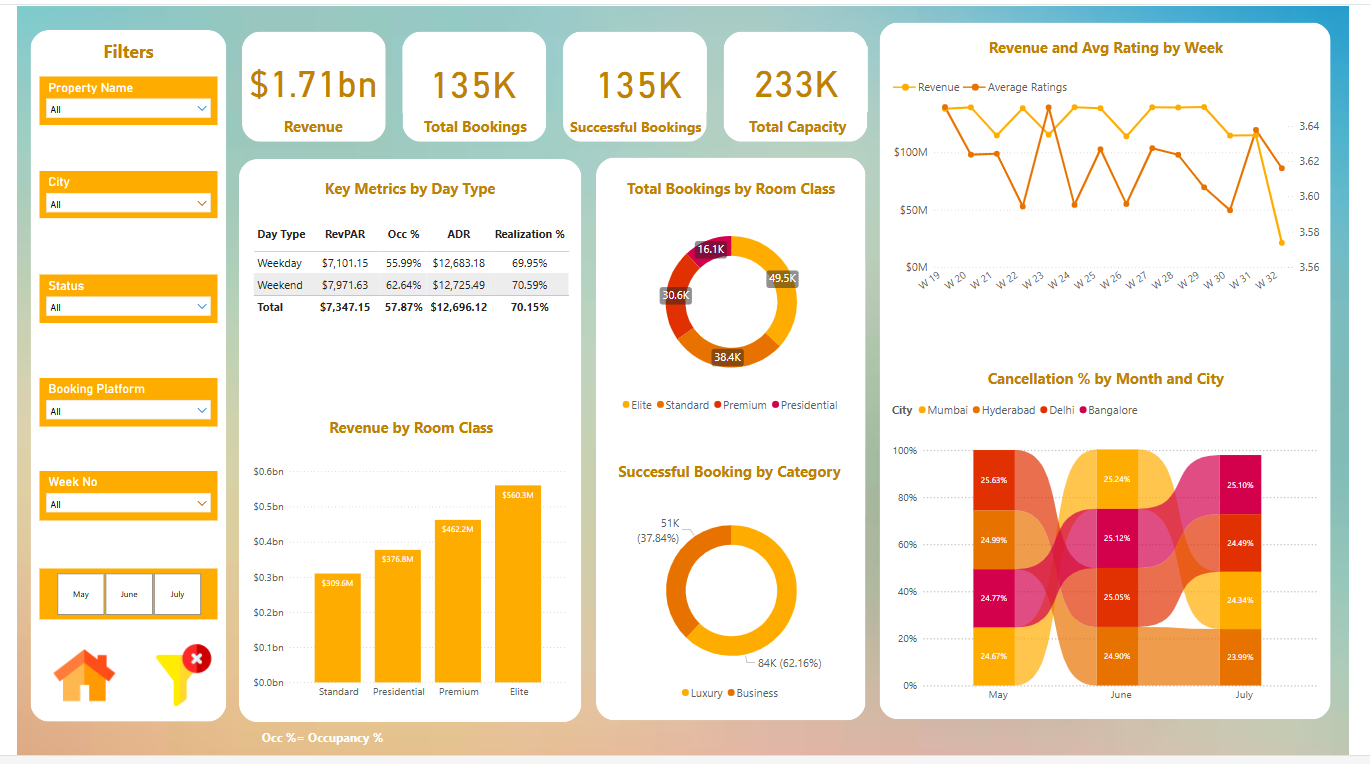 Filters
Property Name
All
City
All
Status
All
Booking Platform
All
Week No
All
May June July
$1.71bn
Revenue
135K
Total Bookings
135K
Successful Bookings
233K
Total Capacity
Key Metrics by Day Type
Day Type RevPAR Occ % ADR Realization %
Weekday $7,101.15 55.99% $12,683.18 69.95%
Weekend $7,971.63 62.64% $12,725.49 70.59%
Total $7,347.15 57.87% $12,696.12 70.15%
Revenue by Room Class
$0.6bn
$0.5bn
$0.4bn
$0.3bn
$0.2bn
$0.1bn
$0.0bn
$309.6M $376.8M $462.2M $560.3M
Standard Presidential Premium Elite
Total Bookings by Room Class
16.1K
49.5K
30.6K
38.4K
Elite Standard Premium Presidential
Successful Booking by Category
51K
(37.84%)
84K (62.16%)
Luxury Business
Revenue and Avg Rating by Week
Revenue Average Ratings
$100M
$50M
$0M
3.64
3.62
3.60
3.58
3.56
W 19 W 20 W 21 W 22 W 23 W 24 W 25 W 26 W 27 W 28 W 29 W 30 W 31 W 32
Cancellation % by Month and City
City Mumbai Hyderabad Delhi Bangalore
100%
80%
60%
40%
20%
0%
25.63% 25.24% 25.10%
24.99% 25.12% 24.49%
24.77% 25.05% 24.34%
24.67% 24.90% 23.99%
May June July
Occ %= Occupancy %